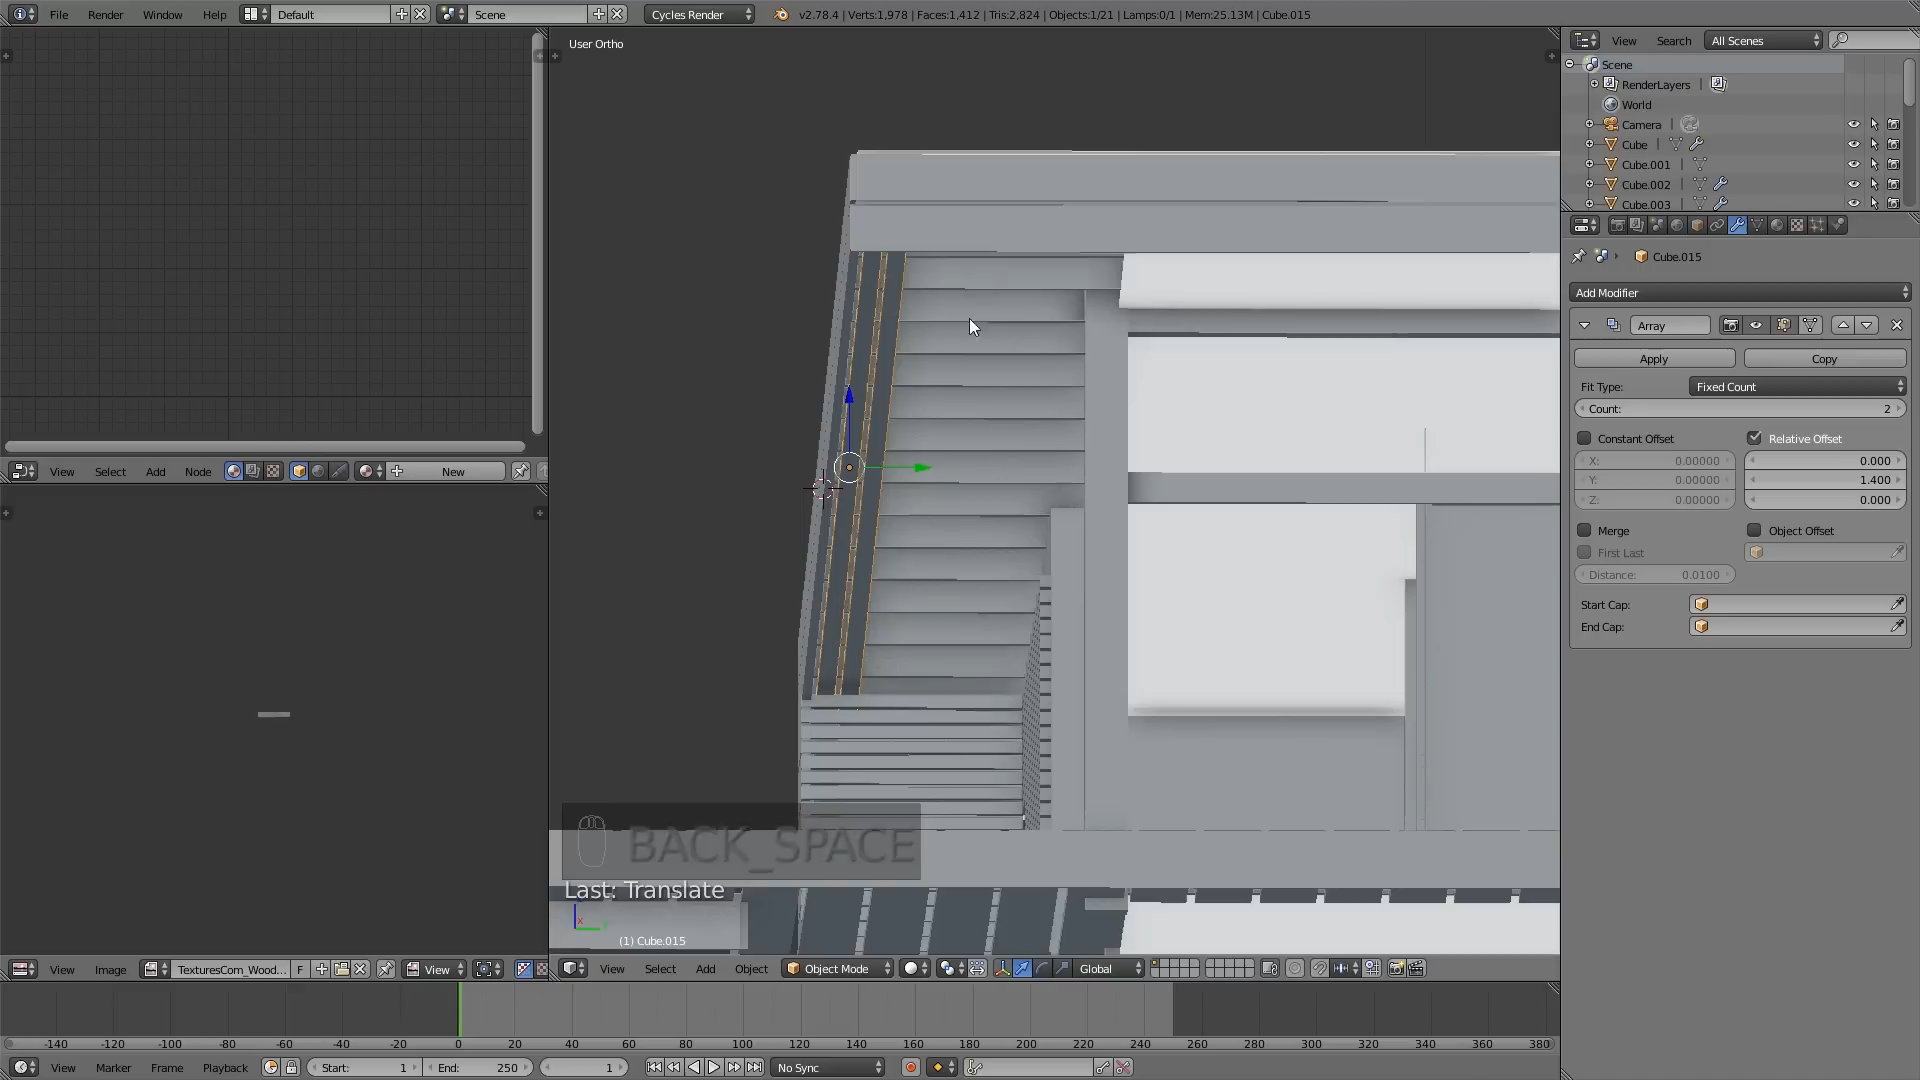 File Render Window Help Default Scene Cycles Render v2.78.4 | Verts:1,978 | Faces:1,412 | Tris:2,824 | Objects:1/21 | Lamps:0/1 | Mem:25.13M | Cube.015
User Ortho
View Search All Scenes
Scene
RenderLayers
World
Camera
Cube
Cube.001
Cube.002
Cube.003
Cube.015
Add Modifier
Array
Apply Copy
Fit Type: Fixed Count
Count: 2
Constant Offset Relative Offset
X: 0.00000 0.000
Y: 0.00000 1.400
Z: 0.00000 0.000
Merge Object Offset
First Last
Distance: 0.0100
Start Cap:
End Cap:
View Select Add Node New
BACK_SPACE
Last: Translate
(1) Cube.015
View Image TexturesCom_Wood... F View
View Select Add Object Object Mode Global
-140 -120 -100 -80 -60 -40 -20 0 20 40 60 80 100 120 140 160 180 200 220 240 260 280 300 320 340 360 380
View Marker Frame Playback Start: 1 End: 250 1 No Sync